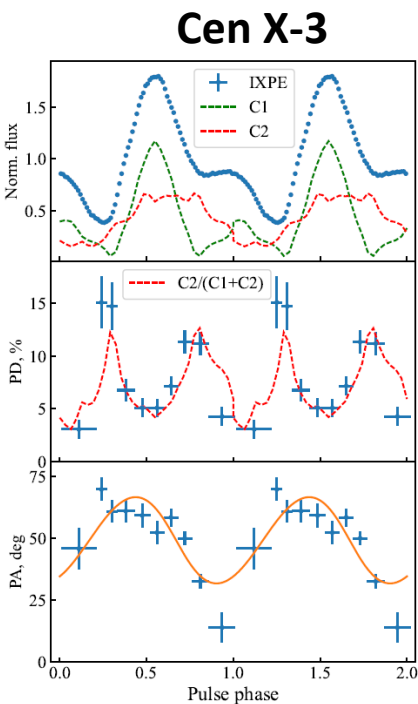 Cen X-3
IXPE
C1
C2
1.5
1.0
0.5
Norm. flux
C2/(C1+C2)
15
10
5
0
PD, %
75
50
25
0
PA, deg
0.0 0.5 1.0 1.5 2.0
Pulse phase